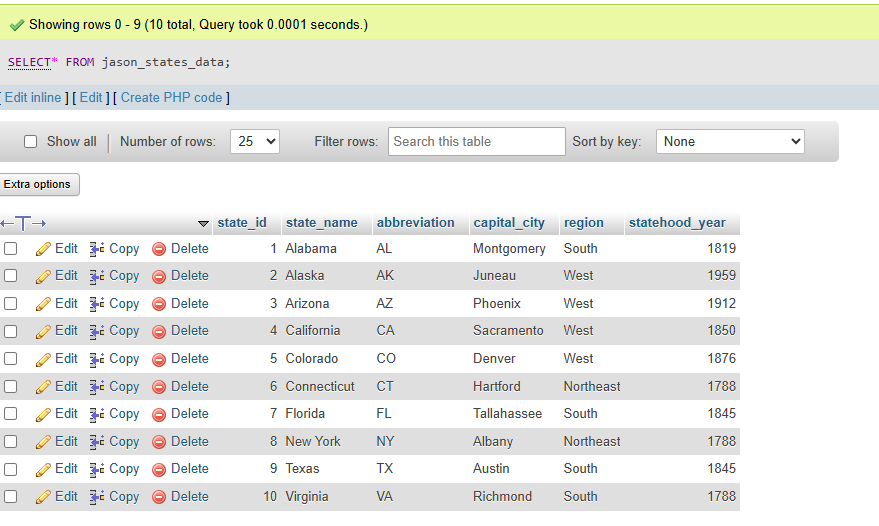 Showing rows 0 - 9 (10 total, Query took 0.0001 seconds.)
SELECT* FROM jason_states_data;
[ Edit inline ] [ Edit ] [ Create PHP code ]
Show all Number of rows: 25 Filter rows: Search this table Sort by key: None
Extra options
←T→ state_id state_name abbreviation capital_city region statehood_year
Edit Copy Delete 1 Alabama AL Montgomery South 1819
Edit Copy Delete 2 Alaska AK Juneau West 1959
Edit Copy Delete 3 Arizona AZ Phoenix West 1912
Edit Copy Delete 4 California CA Sacramento West 1850
Edit Copy Delete 5 Colorado CO Denver West 1876
Edit Copy Delete 6 Connecticut CT Hartford Northeast 1788
Edit Copy Delete 7 Florida FL Tallahassee South 1845
Edit Copy Delete 8 New York NY Albany Northeast 1788
Edit Copy Delete 9 Texas TX Austin South 1845
Edit Copy Delete 10 Virginia VA Richmond South 1788